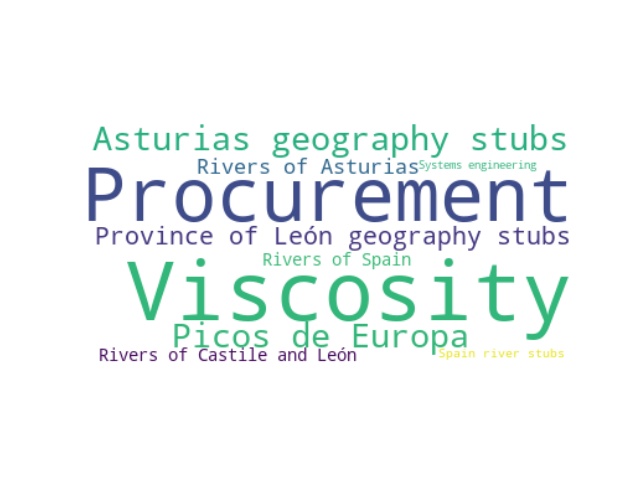 Asturias geography stubs
Rivers of Asturias
Systems engineering
Procurement
Province of León geography stubs
Rivers of Spain
Viscosity
Picos de Europa
Rivers of Castile and León
Spain river stubs